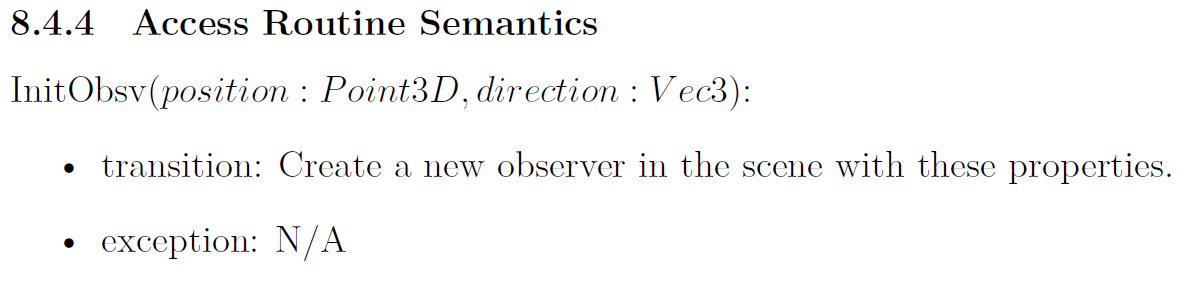 8.4.4 Access Routine Semantics
InitObsv(position : Point3D, direction : Vec3):
• transition: Create a new observer in the scene with these properties.
• exception: N/A